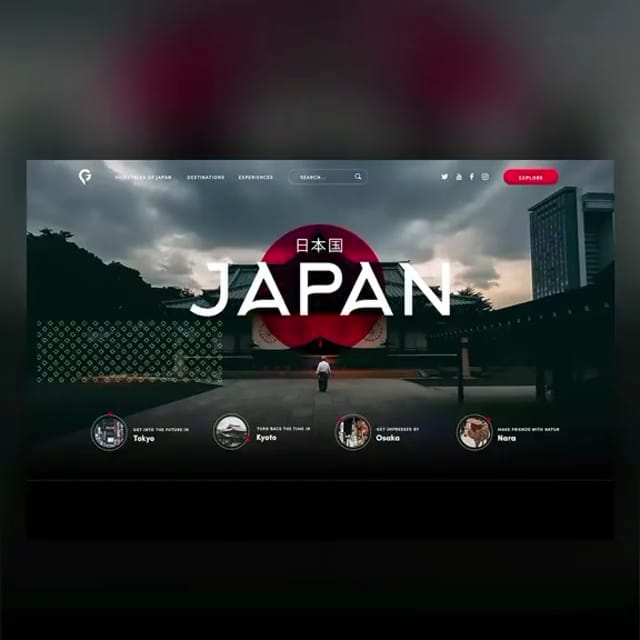 OF JAPAN
DESTINATIONS
EXPERIENCES
SEARCH...
EXPLORE
日本国
JAPAN
GET INTO THE FUTURE IN
Tokyo
TURN BACK THE TIME IN
Kyoto
GET IMPRESSED BY
Osaka
MAKE FRIENDS WITH NATUR
Nara